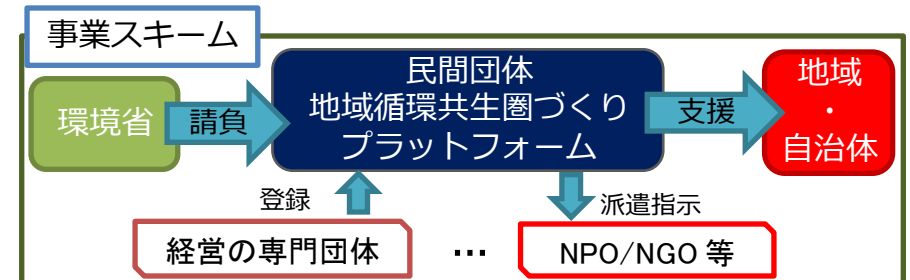 事業スキーム
環境省
請負
民間団体
地域循環共生圏づくり
プラットフォーム
支援
地域
・
自治体
登録
派遣指示
経営の専門団体
…
NPO/NGO 等